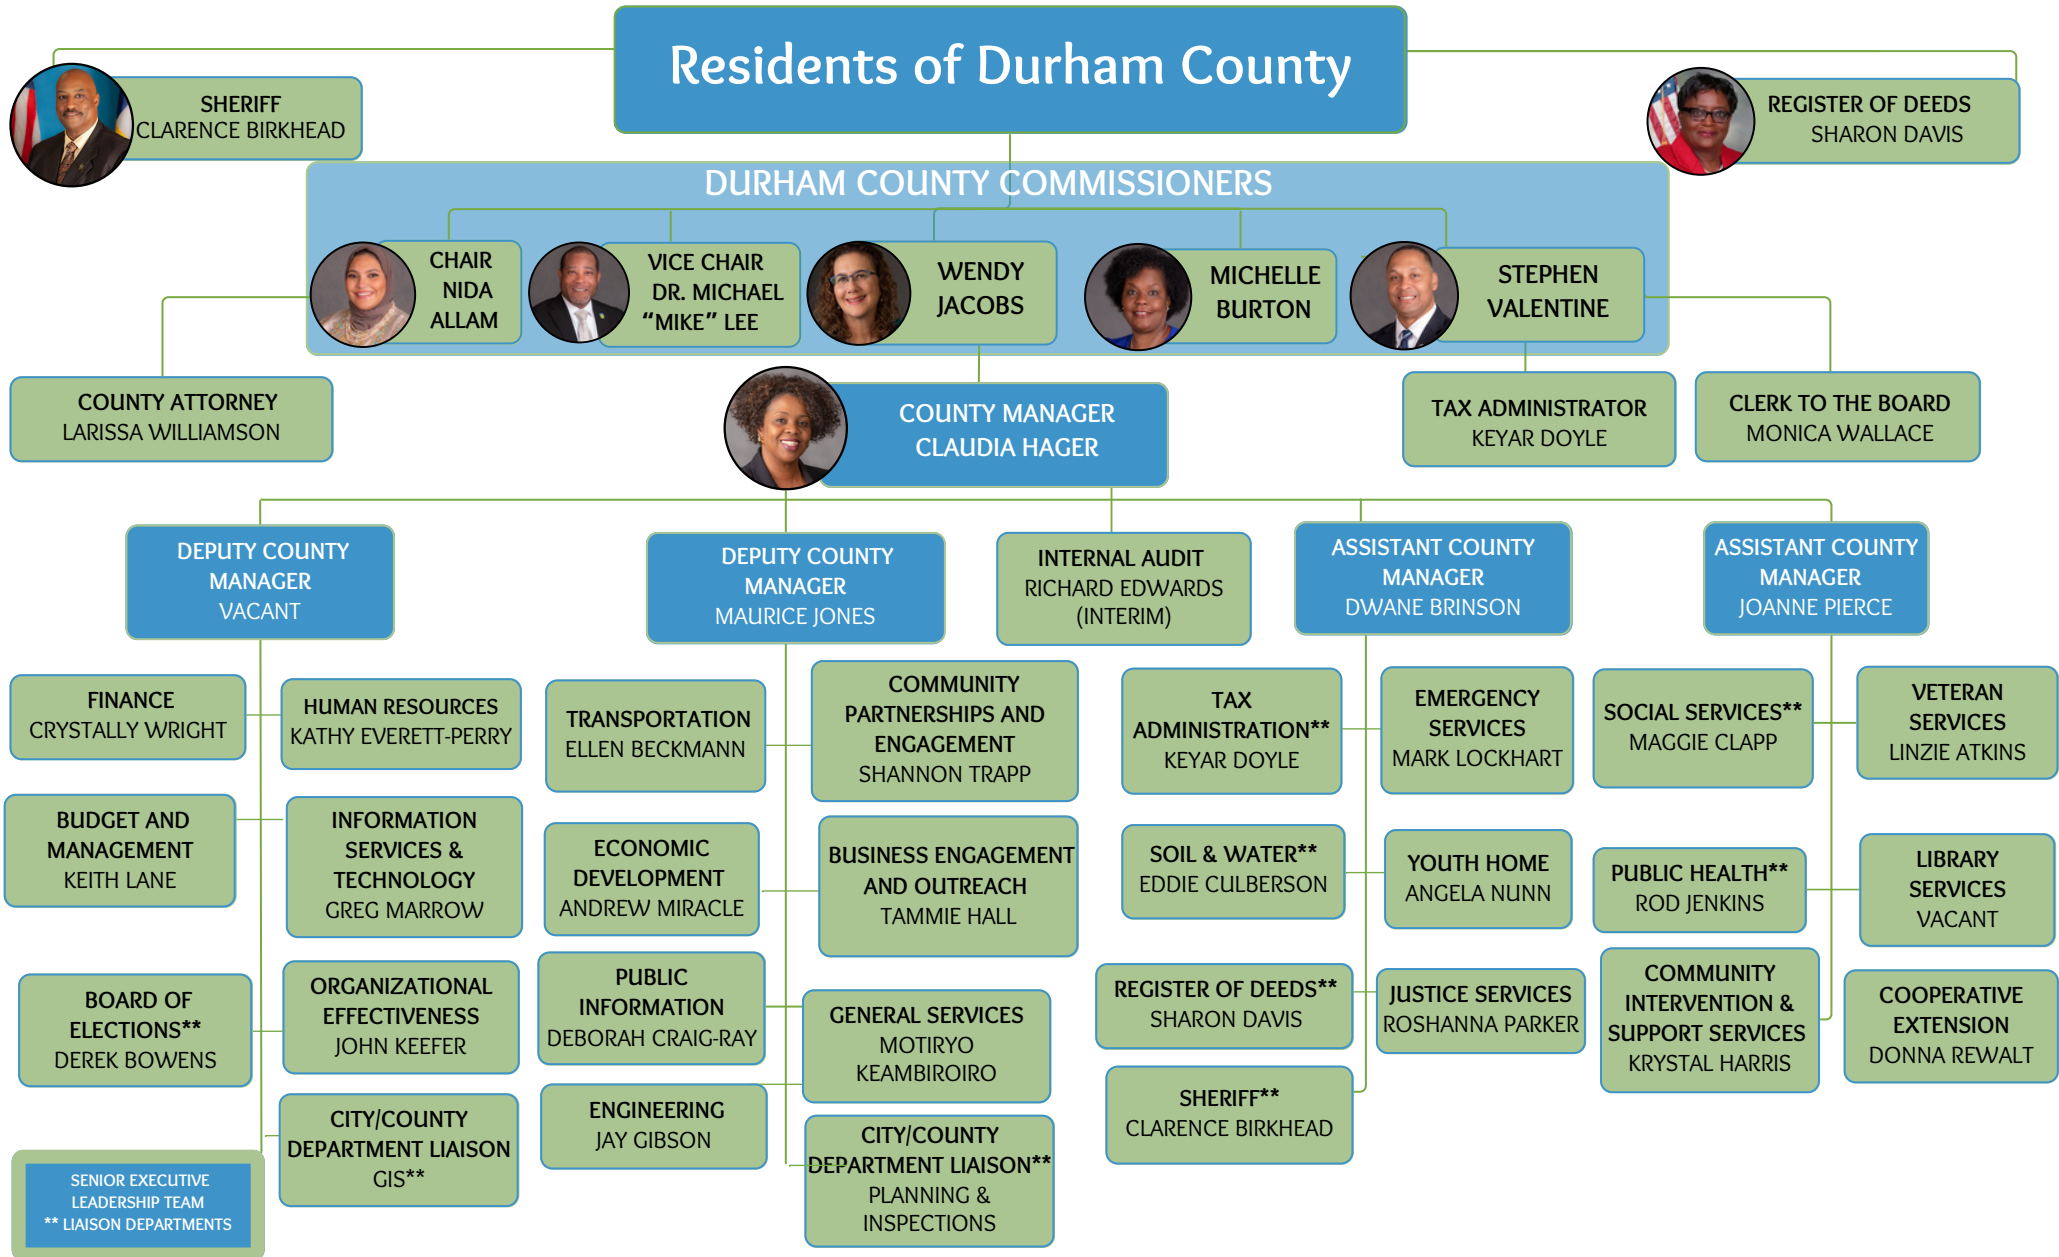 Residents of Durham County
SHERIFF
CLARENCE BIRKHEAD
REGISTER OF DEEDS
SHARON DAVIS
DURHAM COUNTY COMMISSIONERS
CHAIR
NIDA
ALLAM
VICE CHAIR
DR. MICHAEL
“MIKE” LEE
WENDY
JACOBS
MICHELLE
BURTON
STEPHEN
VALENTINE
COUNTY ATTORNEY
LARISSA WILLIAMSON
COUNTY MANAGER
CLAUDIA HAGER
TAX ADMINISTRATOR
KEYAR DOYLE
CLERK TO THE BOARD
MONICA WALLACE
DEPUTY COUNTY
MANAGER
VACANT
DEPUTY COUNTY
MANAGER
MAURICE JONES
INTERNAL AUDIT
RICHARD EDWARDS
(INTERIM)
ASSISTANT COUNTY
MANAGER
DWANE BRINSON
ASSISTANT COUNTY
MANAGER
JOANNE PIERCE
FINANCE
CRYSTALLY WRIGHT
HUMAN RESOURCES
KATHY EVERETT-PERRY
BUDGET AND
MANAGEMENT
KEITH LANE
INFORMATION
SERVICES &
TECHNOLOGY
GREG MARROW
BOARD OF
ELECTIONS**
DEREK BOWENS
ORGANIZATIONAL
EFFECTIVENESS
JOHN KEEFER
CITY/COUNTY
DEPARTMENT LIAISON
GIS**
TRANSPORTATION
ELLEN BECKMANN
COMMUNITY
PARTNERSHIPS AND
ENGAGEMENT
SHANNON TRAPP
ECONOMIC
DEVELOPMENT
ANDREW MIRACLE
BUSINESS ENGAGEMENT
AND OUTREACH
TAMMIE HALL
PUBLIC
INFORMATION
DEBORAH CRAIG-RAY
GENERAL SERVICES
MOTIRYO
KEAMBIROIRO
ENGINEERING
JAY GIBSON
CITY/COUNTY
DEPARTMENT LIAISON**
PLANNING &
INSPECTIONS
TAX
ADMINISTRATION**
KEYAR DOYLE
EMERGENCY
SERVICES
MARK LOCKHART
SOIL & WATER**
EDDIE CULBERSON
YOUTH HOME
ANGELA NUNN
REGISTER OF DEEDS**
SHARON DAVIS
JUSTICE SERVICES
ROSHANNA PARKER
SHERIFF**
CLARENCE BIRKHEAD
SOCIAL SERVICES**
MAGGIE CLAPP
VETERAN
SERVICES
LINZIE ATKINS
PUBLIC HEALTH**
ROD JENKINS
LIBRARY
SERVICES
VACANT
COMMUNITY
INTERVENTION &
SUPPORT SERVICES
KRYSTAL HARRIS
COOPERATIVE
EXTENSION
DONNA REWALT
SENIOR EXECUTIVE
LEADERSHIP TEAM
** LIAISON DEPARTMENTS